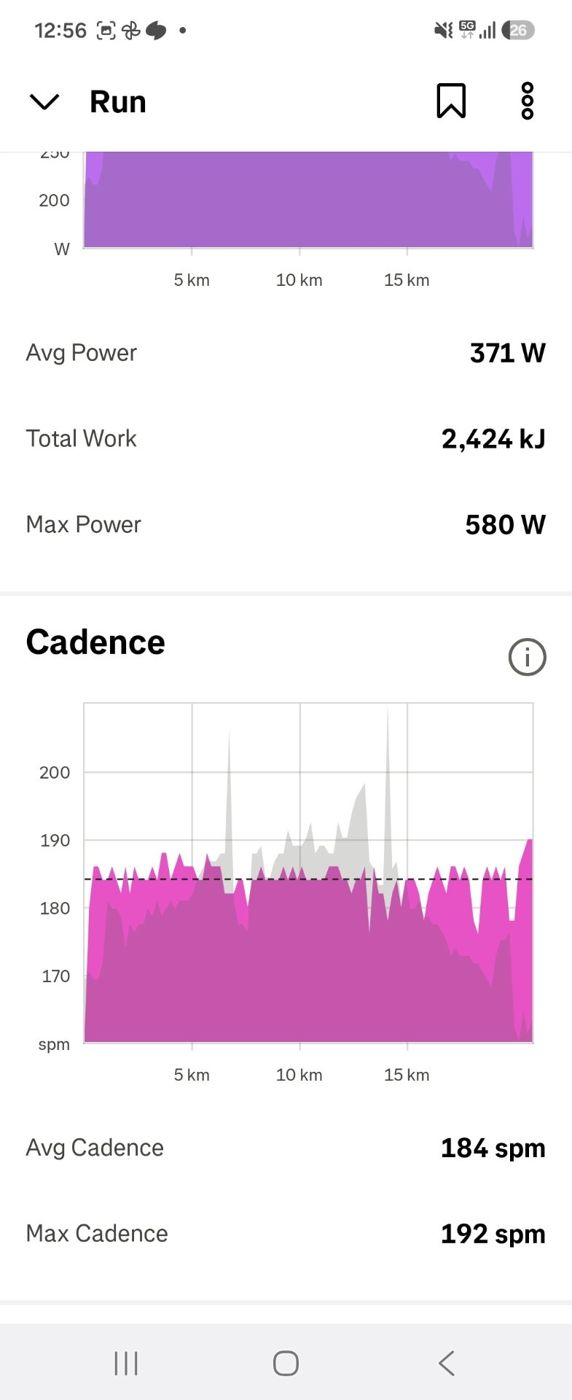 12:56
5G
26
Run
250
200
W
5 km 10 km 15 km
Avg Power 371 W
Total Work 2,424 kJ
Max Power 580 W
Cadence
i
200
190
180
170
spm
5 km 10 km 15 km
Avg Cadence 184 spm
Max Cadence 192 spm